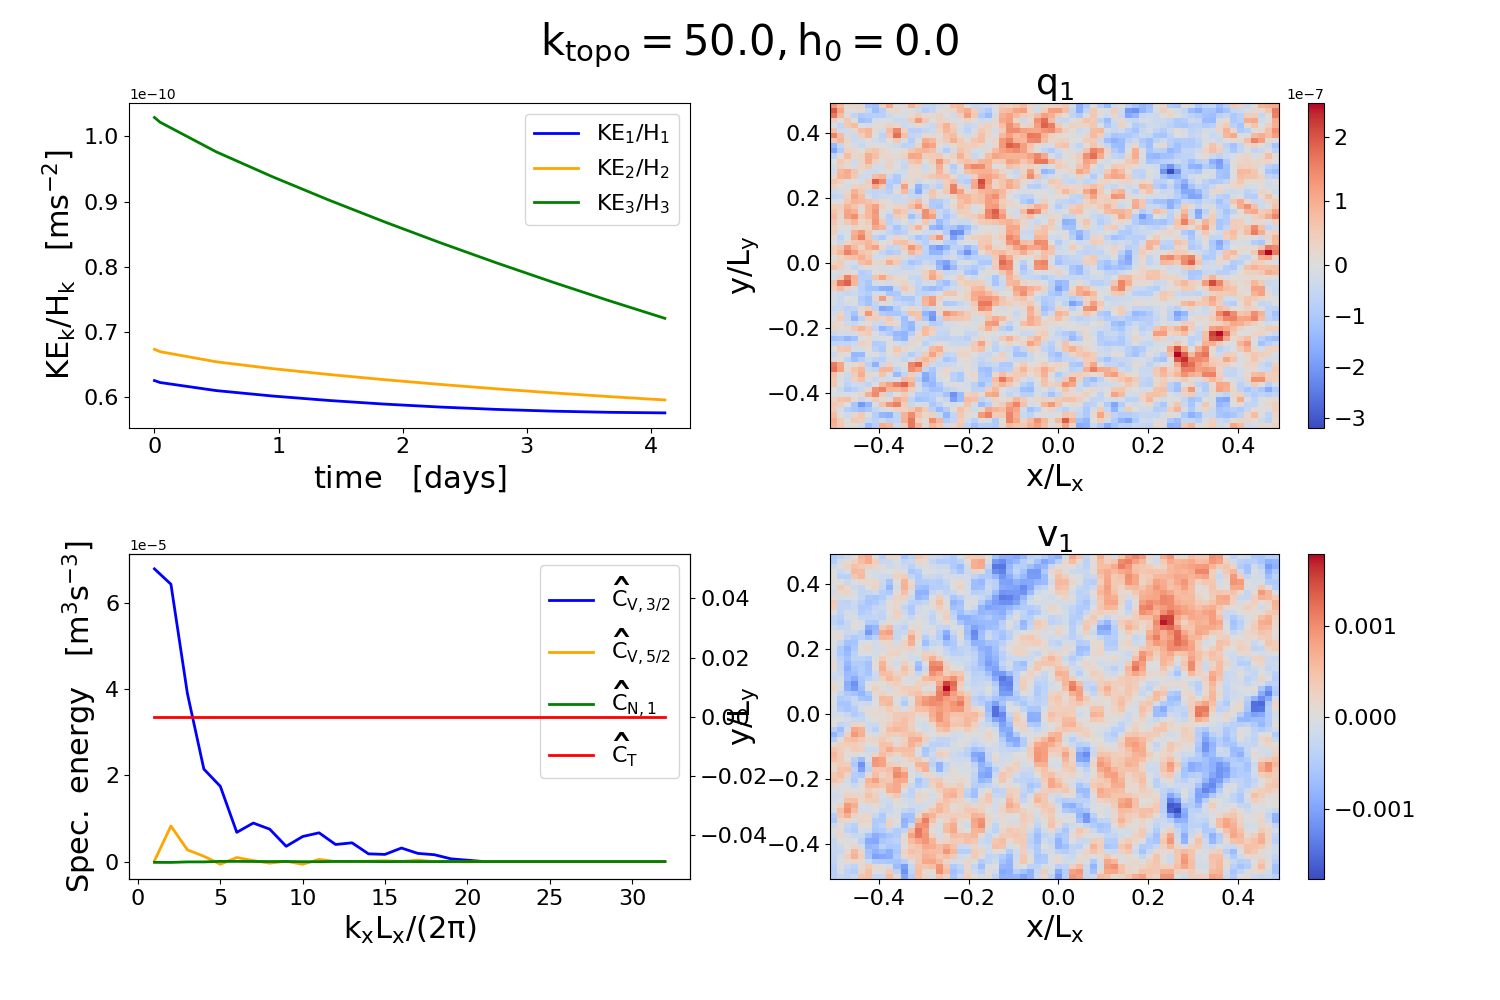 k_topo = 50.0, h_0 = 0.0
1e−10
KE_k/H_k [ms^−2]
1.0
0.9
0.8
0.7
0.6
KE_1/H_1
KE_2/H_2
KE_3/H_3
0 1 2 3 4
time [days]
q_1
y/L_y
0.4
0.2
0.0
−0.2
−0.4
−0.4 −0.2 0.0 0.2 0.4
x/L_x
1e−7
2
1
0
−1
−2
−3
1e−5
Spec. energy [m^3s^−3]
6
4
2
0
Ĉ_V,3/2
Ĉ_V,5/2
Ĉ_N,1
Ĉ_T
0.04
0.02
0.00
−0.02
−0.04
0 5 10 15 20 25 30
k_xL_x/(2π)
v_1
y/L_y
0.4
0.2
0.0
−0.2
−0.4
−0.4 −0.2 0.0 0.2 0.4
x/L_x
0.001
0.000
−0.001